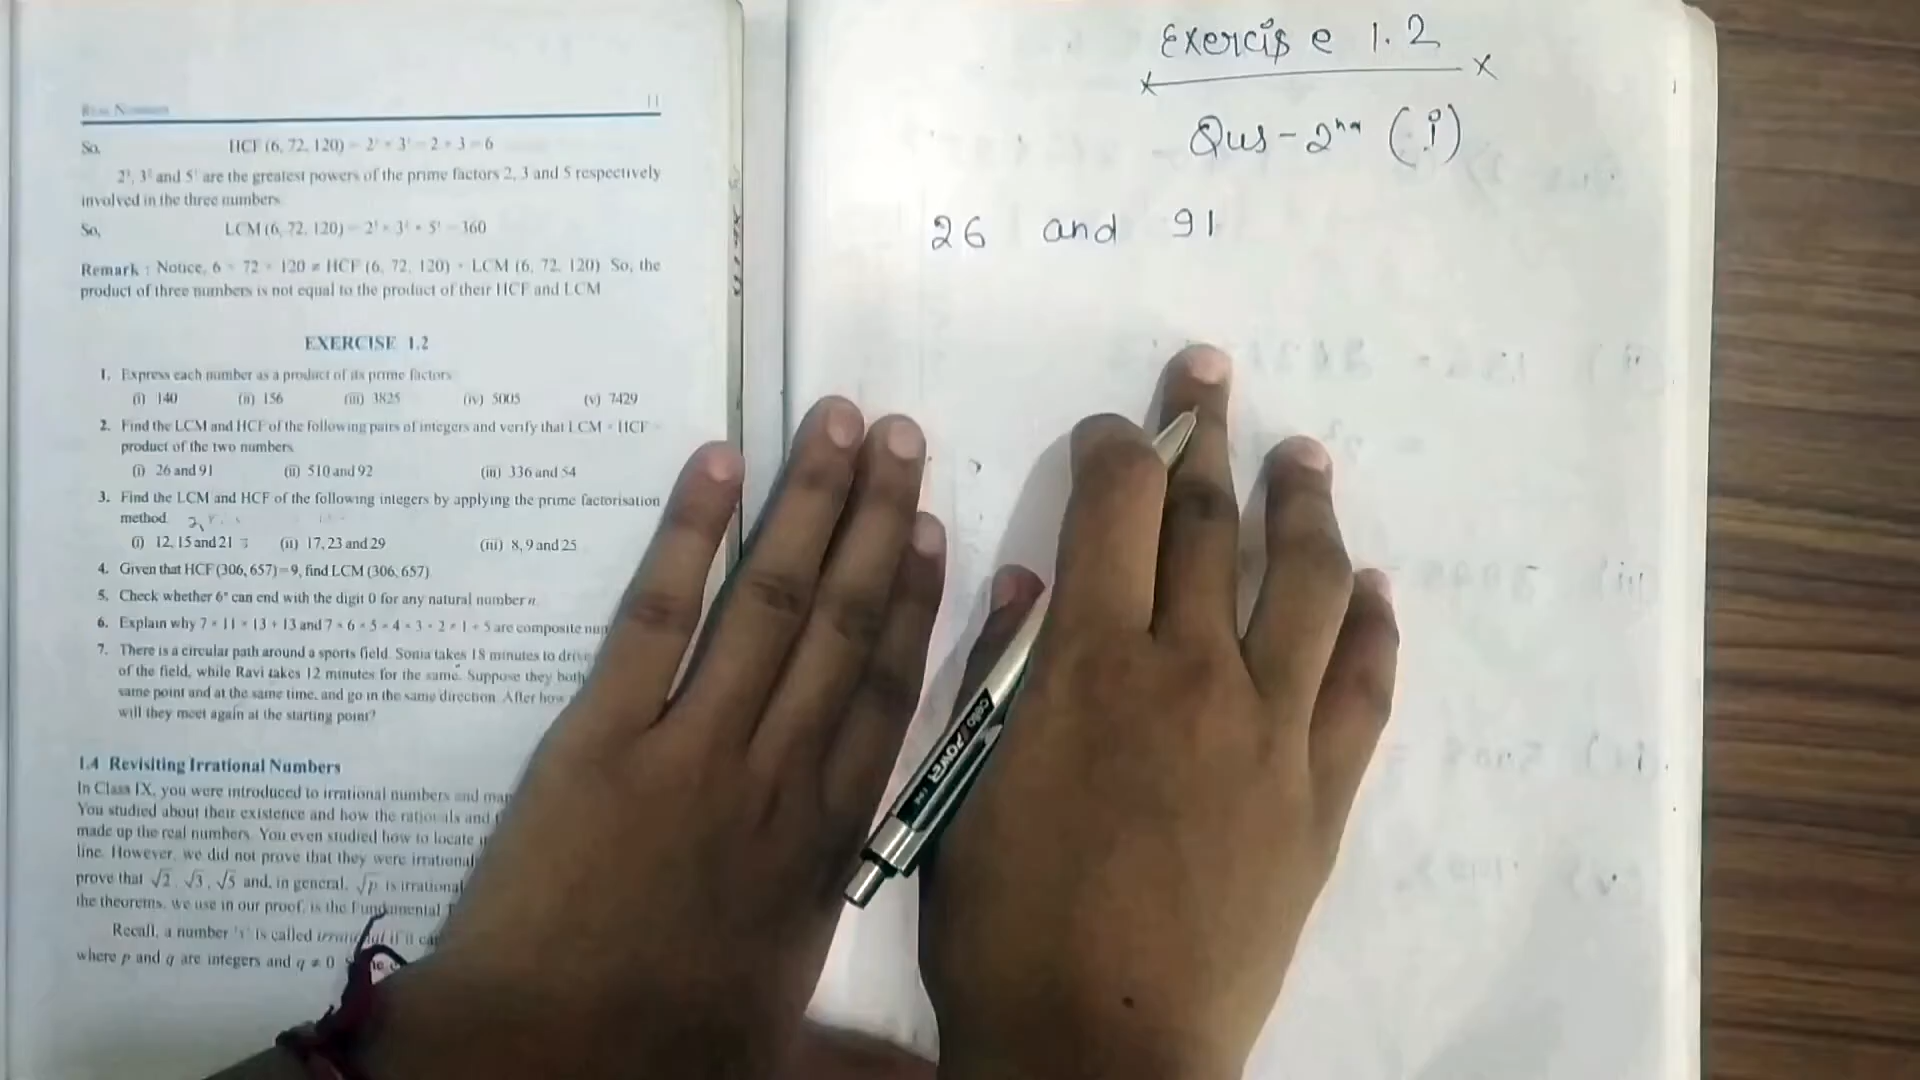 REAL NUMBERS 11
So, HCF (6, 72, 120) = 2¹ × 3¹ = 2 × 3 = 6
2³, 3² and 5¹ are the greatest powers of the prime factors 2, 3 and 5 respectively
involved in the three numbers.
So, LCM (6, 72, 120) = 2³ × 3² × 5¹ = 360
Remark : Notice, 6 × 72 × 120 ≠ HCF (6, 72, 120) × LCM (6, 72, 120). So, the
product of three numbers is not equal to the product of their HCF and LCM.
EXERCISE 1.2
1. Express each number as a product of its prime factors:
(i) 140 (ii) 156 (iii) 3825 (iv) 5005 (v) 7429
2. Find the LCM and HCF of the following pairs of integers and verify that LCM × HCF =
product of the two numbers.
(i) 26 and 91 (ii) 510 and 92 (iii) 336 and 54
3. Find the LCM and HCF of the following integers by applying the prime factorisation
method.
(i) 12, 15 and 21 (ii) 17, 23 and 29 (iii) 8, 9 and 25
4. Given that HCF (306, 657) = 9, find LCM (306, 657).
5. Check whether 6ⁿ can end with the digit 0 for any natural number n.
6. Explain why 7 × 11 × 13 + 13 and 7 × 6 × 5 × 4 × 3 × 2 × 1 + 5 are composite
7. There is a circular path around a sports field. Sonia takes 18 minutes to drive
of the field, while Ravi takes 12 minutes for the same. Suppose they both
same point and at the same time, and go in the same direction. After how
will they meet again at the starting point?
1.4 Revisiting Irrational Numbers
In Class IX, you were introduced to irrational numbers and
You studied about their existence and how the rationals and
made up the real numbers. You even studied how to locate
line. However, we did not prove that they were irrational
prove that √2, √3, √5 and, in general, √p is irrational
the theorems, we use in our proof, is the Fundamental
Recall, a number 's' is called irrational if it
where p and q are integers and q ≠ 0.
Exercise 1.2
Qus - 2nd (i)
26 and 91
cello POWER